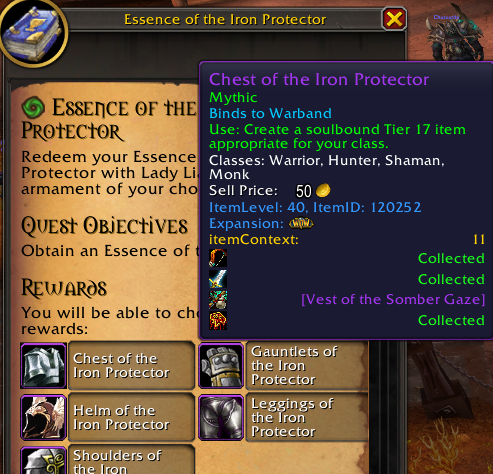 Essence of the Iron Protector
Chest of the Iron Protector
Mythic
Binds to Warband
Use: Create a soulbound Tier 17 item
appropriate for your class.
Classes: Warrior, Hunter, Shaman,
Monk
Sell Price: 50
ItemLevel: 40, ItemID: 120252
Expansion:
itemContext: 11
Collected
Collected
[Vest of the Somber Gaze]
Collected
Essence of the
Protector
Redeem your Essence
Protector with Lady Li
armament of your cho
Quest Objectives
Obtain an Essence of t
Rewards
You will be able to cho
rewards:
Chest of the
Iron Protector
Gauntlets of
the Iron
Protector
Helm of the
Iron Protector
Leggings of
the Iron
Protector
Shoulders of
the Iron